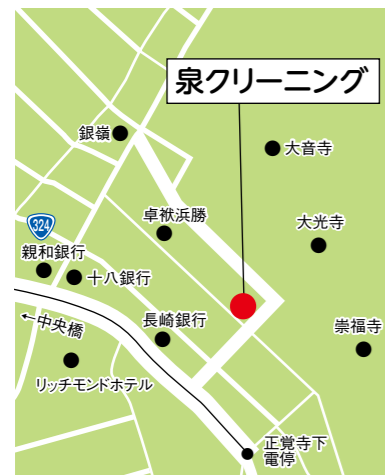 泉クリーニング
銀嶺
大音寺
卓袱浜勝
大光寺
324
親和銀行
十八銀行
←中央橋
長崎銀行
崇福寺
リッチモンドホテル
正覚寺下
電停